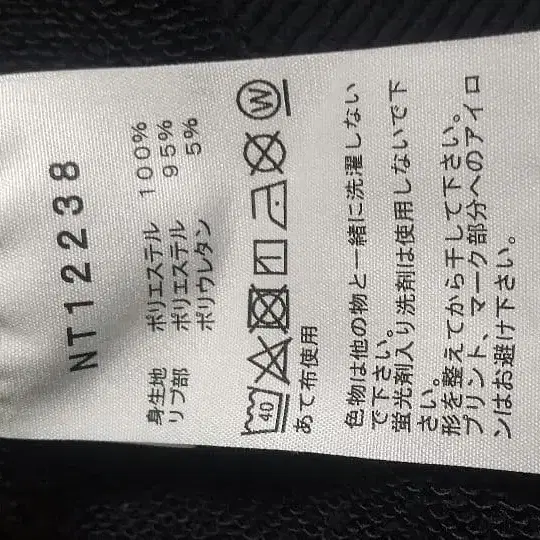 NT12238
身生地 ポリエステル 100%
リブ部 ポリエステル 95%
ポリウレタン 5%
40 W
あて布使用
色物は他の物と一緒に洗濯しない
で下さい。
蛍光剤入り洗剤は使用しないで下
さい。
形を整えてから干して下さい。
プリント、マーク部分へのアイロ
ンはお避け下さい。